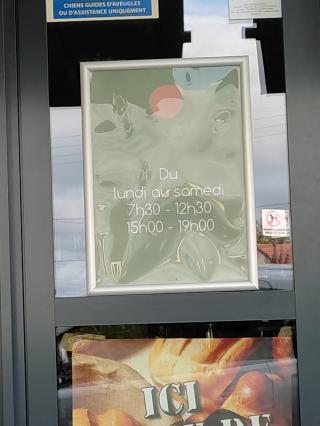 CHIENS GUIDES D'AVEUGLES
OU D'ASSISTANCE UNIQUEMENT
Du
lundi au samedi
7h30 - 12h30
15h00 - 19h00
ICI